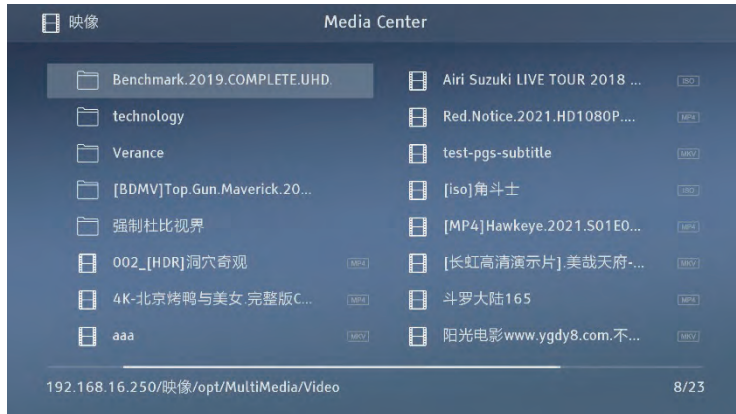 映像
Media Center
Benchmark.2019.COMPLETE.UHD.
technology
Verance
[BDMV]Top.Gun.Maverick.20...
强制杜比视界
002_[HDR]洞穴奇观 MP4
4K-北京烤鸭与美女.完整版C... MP4
aaa MKV
Airi Suzuki LIVE TOUR 2018 ... ISO
Red.Notice.2021.HD1080P.... MP4
test-pgs-subtitle MKV
[iso]角斗士 ISO
[MP4]Hawkeye.2021.S01E0... MP4
[长虹高清演示片].美哉天府-... MKV
斗罗大陆165 MP4
阳光电影www.ygdy8.com.不... MKV
192.168.16.250/映像/opt/MultiMedia/Video
8/23